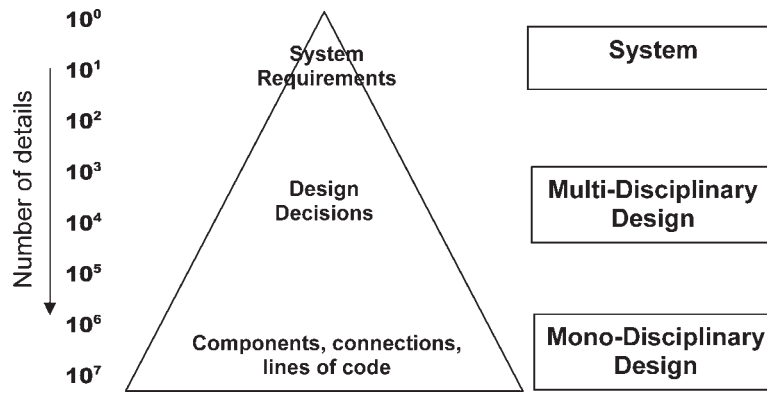 Number of details
10⁰
10¹
10²
10³
10⁴
10⁵
10⁶
10⁷
System
Requirements
Design
Decisions
Components, connections,
lines of code
System
Multi-Disciplinary
Design
Mono-Disciplinary
Design